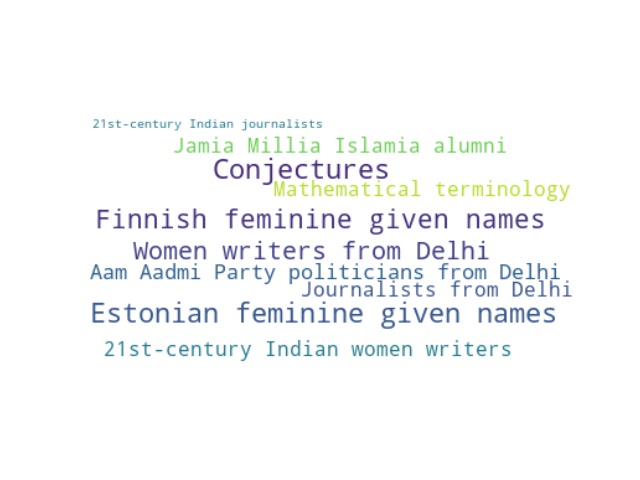 21st-century Indian journalists
Jamia Millia Islamia alumni
Conjectures
Mathematical terminology
Finnish feminine given names
Women writers from Delhi
Aam Aadmi Party politicians from Delhi
Journalists from Delhi
Estonian feminine given names
21st-century Indian women writers